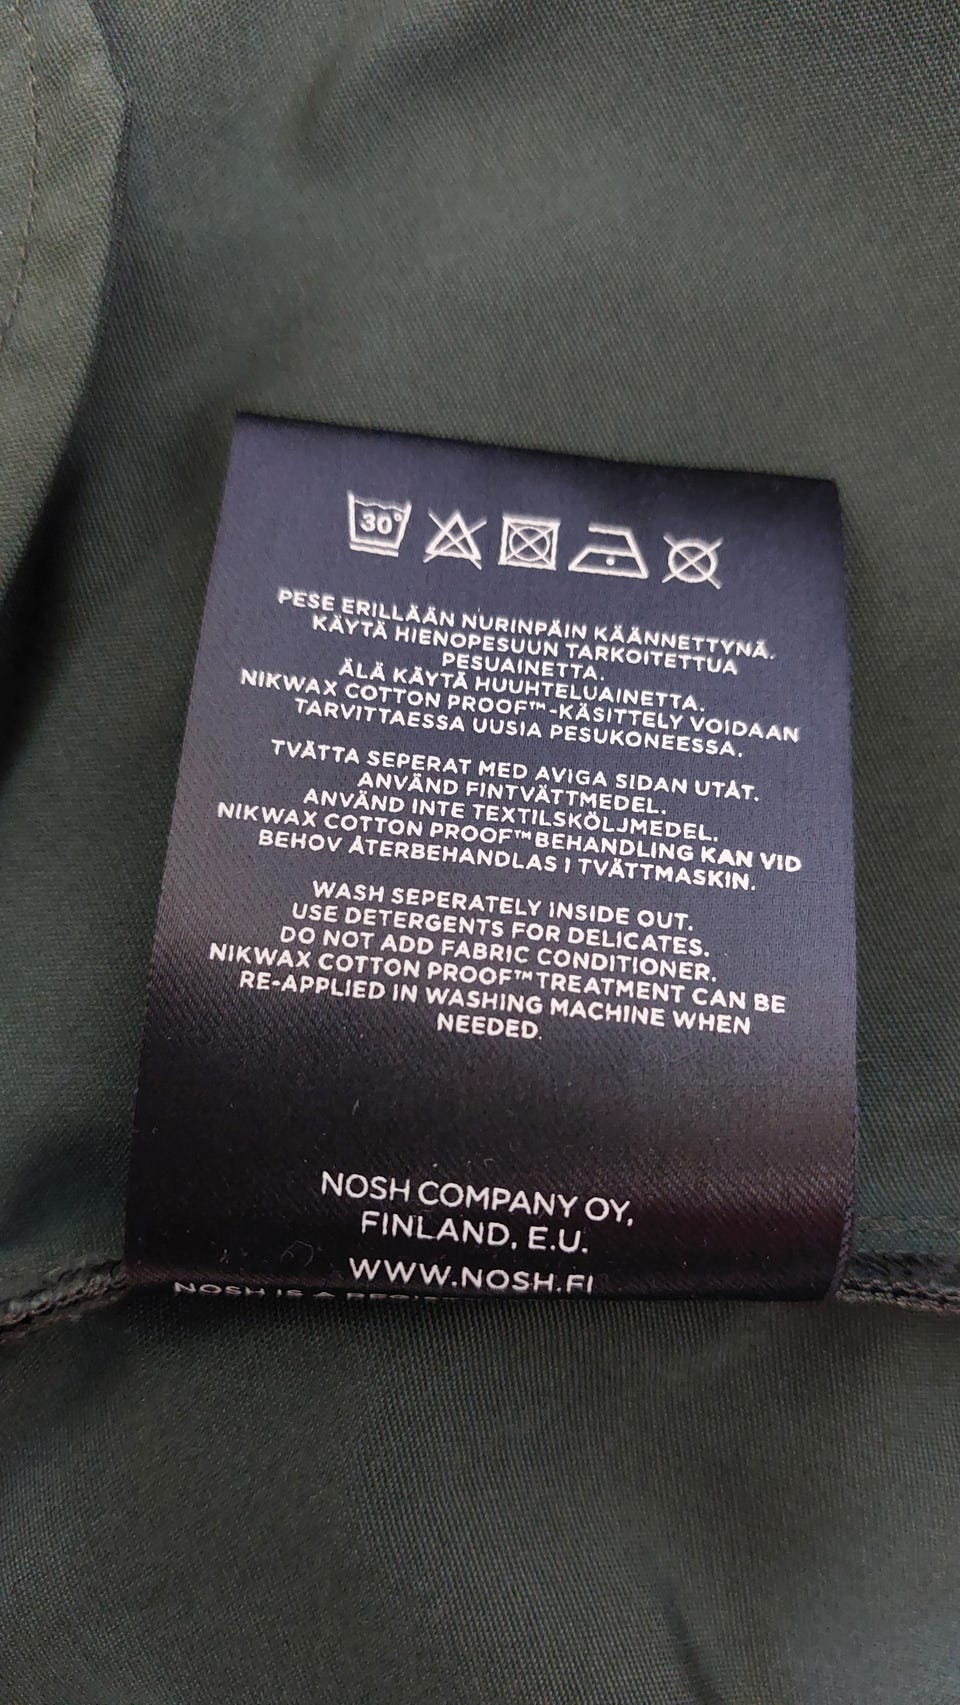 30°
PESE ERILLÄÄN NURINPÄIN KÄÄNNETTYNÄ.
KÄYTÄ HIENOPESUUN TARKOITETTUA
PESUAINETTA.
ÄLÄ KÄYTÄ HUUHTELUAINETTA.
NIKWAX COTTON PROOF™-KÄSITTELY VOIDAAN
TARVITTAESSA UUSIA PESUKONEESSA.
TVÄTTA SEPERAT MED AVIGA SIDAN UTÅT.
ANVÄND FINTVÄTTMEDEL.
ANVÄND INTE TEXTILSKÖLJMEDEL.
NIKWAX COTTON PROOF™BEHANDLING KAN VID
BEHOV ÅTERBEHANDLAS I TVÄTTMASKIN.
WASH SEPERATELY INSIDE OUT.
USE DETERGENTS FOR DELICATES.
DO NOT ADD FABRIC CONDITIONER.
NIKWAX COTTON PROOF™TREATMENT CAN BE
RE-APPLIED IN WASHING MACHINE WHEN
NEEDED.
NOSH COMPANY OY,
FINLAND, E.U.
WWW.NOSH.FI
NOSH IS A